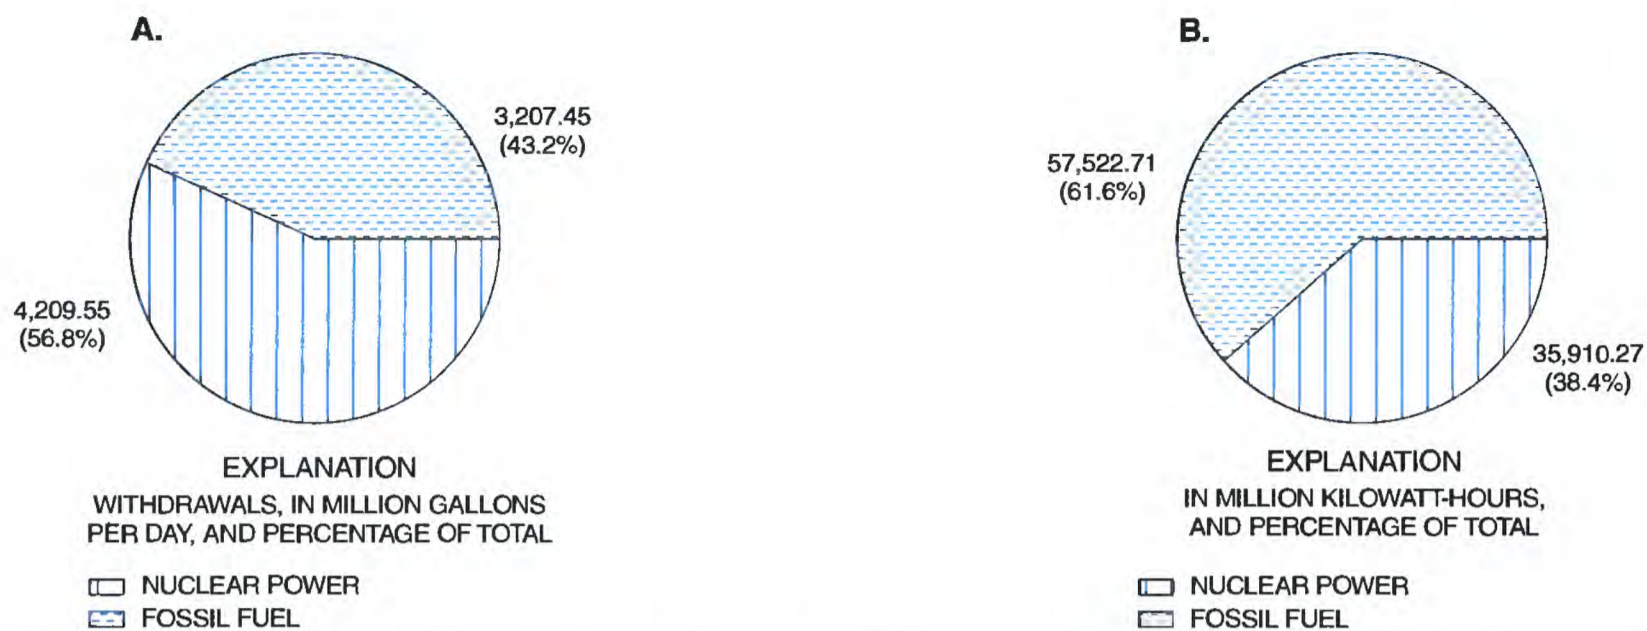 A.
3,207.45
(43.2%)
4,209.55
(56.8%)
EXPLANATION
WITHDRAWALS, IN MILLION GALLONS
PER DAY, AND PERCENTAGE OF TOTAL
NUCLEAR POWER
FOSSIL FUEL
B.
57,522.71
(61.6%)
35,910.27
(38.4%)
EXPLANATION
IN MILLION KILOWATT-HOURS,
AND PERCENTAGE OF TOTAL
NUCLEAR POWER
FOSSIL FUEL